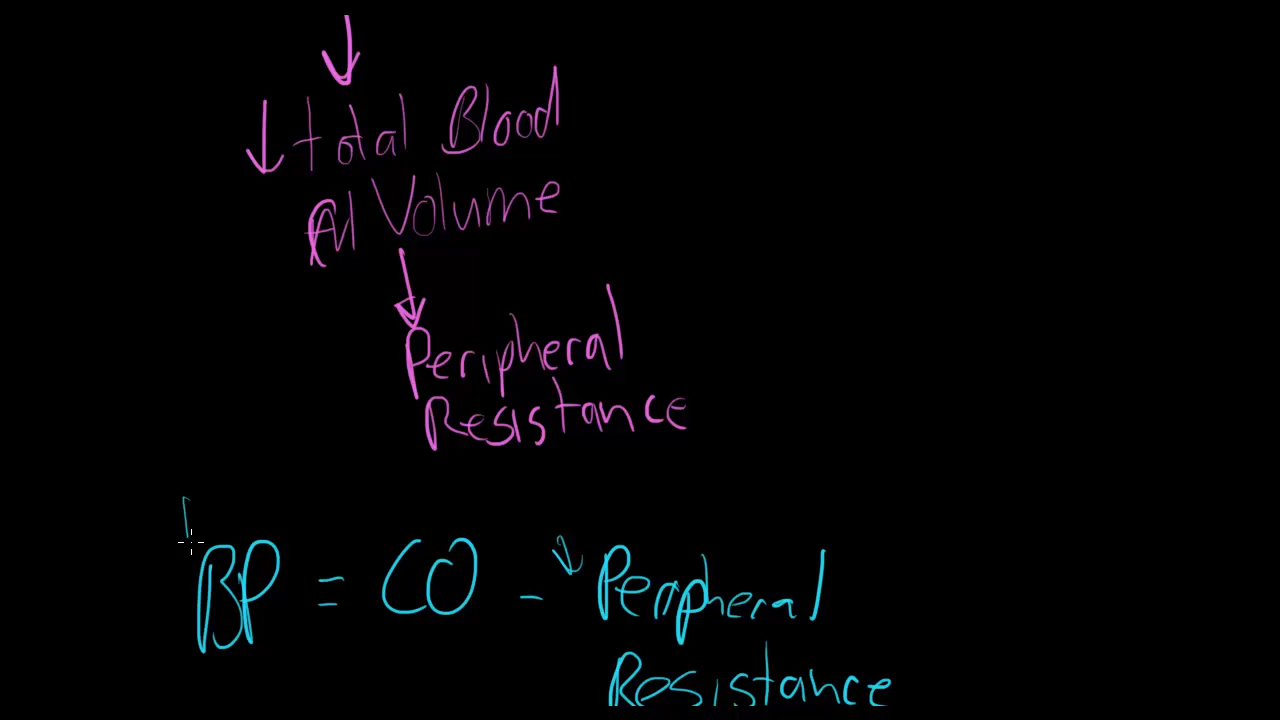 ↓ total Blood
Volume
Peripheral
Resistance
BP = CO - ↓ Peripheral
Resistance